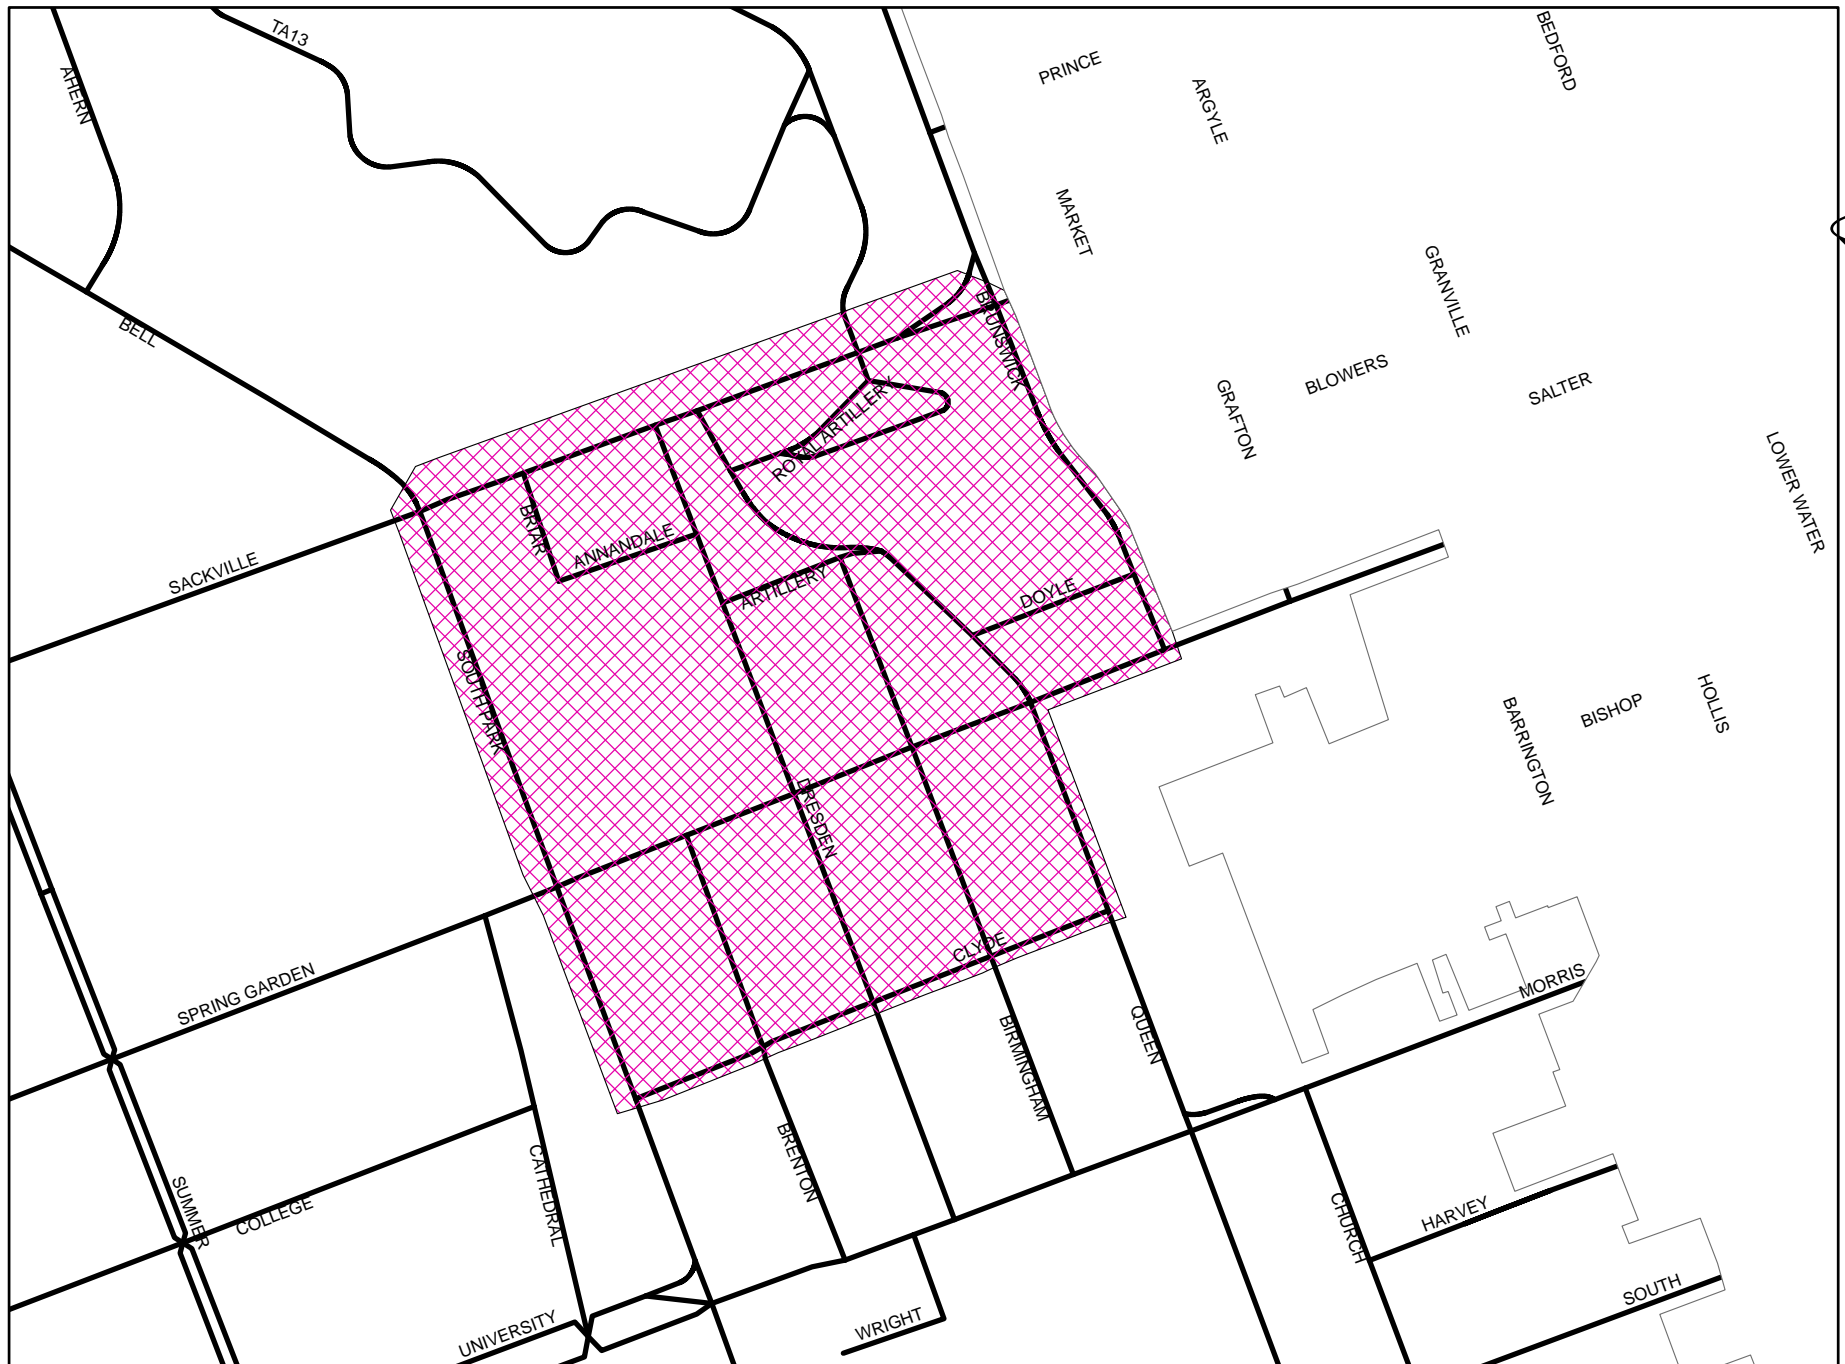 TA13
BEDFORD
PRINCE
AHERN
ARGYLE
MARKET
GRANVILLE
BELL
BRUNSWICK
BLOWERS
SALTER
GRAFTON
ROYAL ARTILLERY
LOWER WATER
BRIAR
ANNANDALE
SACKVILLE
ARTILLERY
DOYLE
SOUTH PARK
HOLLIS
BISHOP
BARRINGTON
DRESDEN
CLYDE
SPRING GARDEN
MORRIS
QUEEN
BIRMINGHAM
BRENTON
CATHEDRAL
SUMMER
COLLEGE
CHURCH
HARVEY
SOUTH
UNIVERSITY
WRIGHT